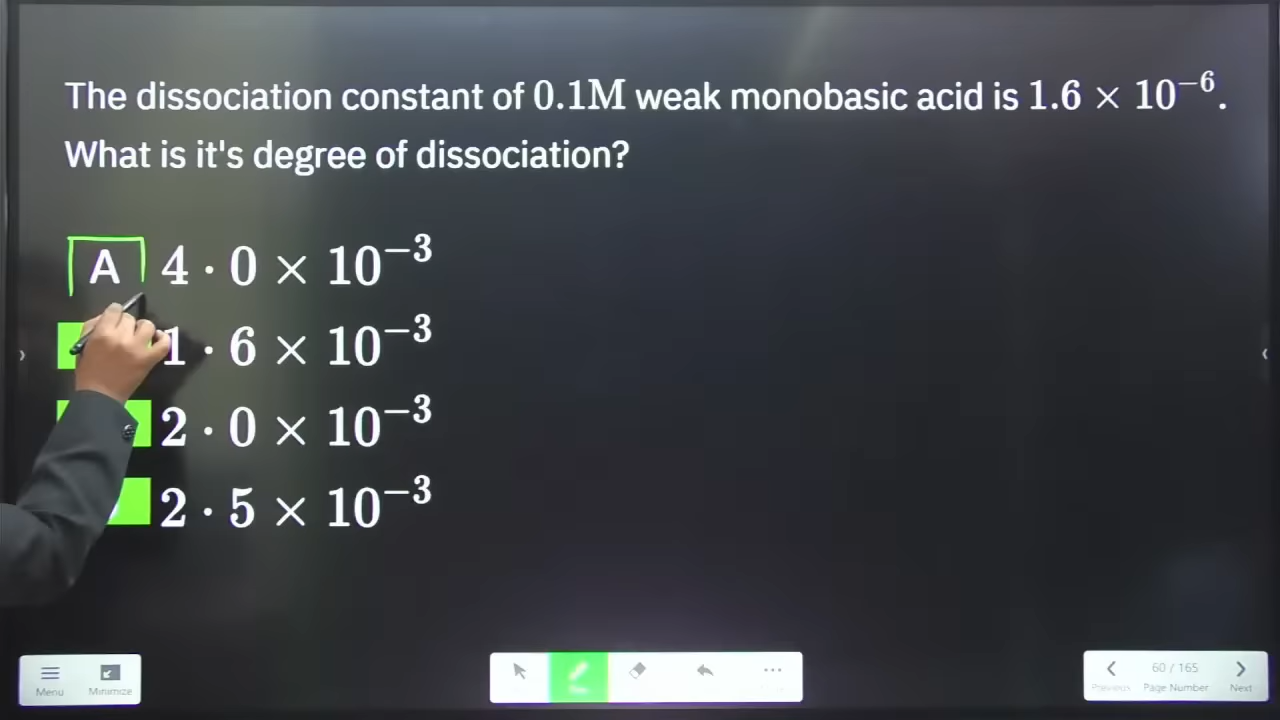 The dissociation constant of 0.1M weak monobasic acid is 1.6 × 10⁻⁶.
What is it's degree of dissociation?
A 4 · 0 × 10⁻³
1 · 6 × 10⁻³
2 · 0 × 10⁻³
2 · 5 × 10⁻³
Menu Minimize
60 / 165
Previous Page Number Next